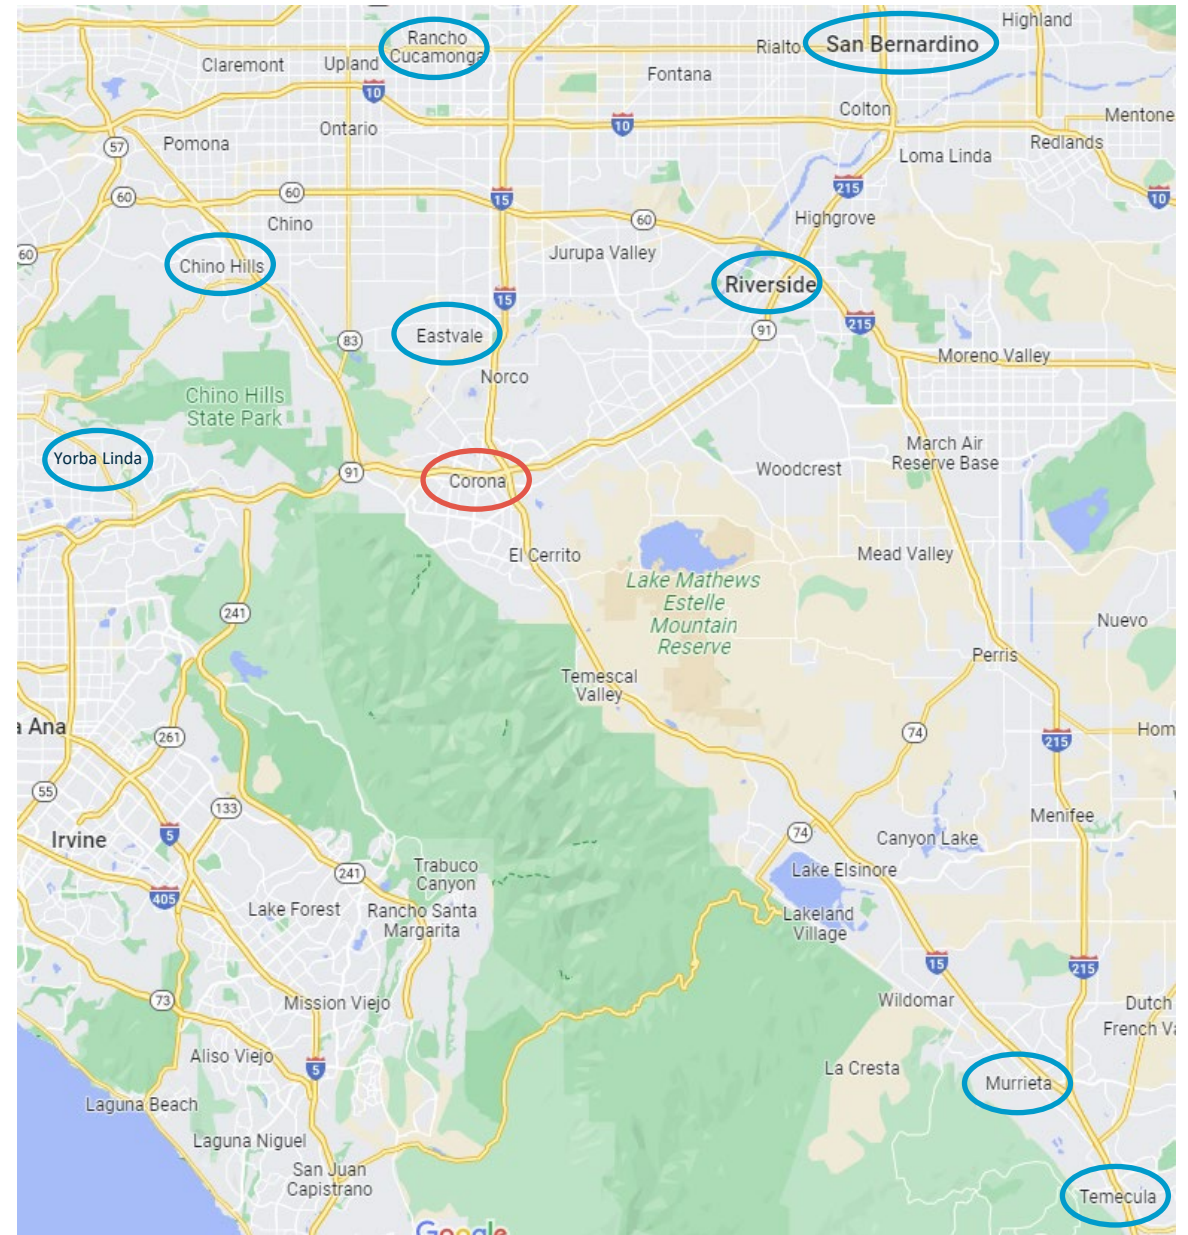 Highland
Rancho
Cucamonga
San Bernardino
Rialto
Claremont
Upland
Fontana
10
Colton
Mentone
Ontario
10
57
Pomona
Redlands
Loma Linda
215
60
60
15
10
Chino
60
Highgrove
60
Jurupa Valley
Chino Hills
Riverside
15
215
91
83
Eastvale
Moreno Valley
Norco
Chino Hills
State Park
March Air
Reserve Base
Yorba Linda
91
Corona
Woodcrest
El Cerrito
Mead Valley
Lake Mathews
Estelle
Mountain
Reserve
241
Nuevo
Perris
Temescal
Valley
a Ana
261
74
215
Hom
55
133
Menifee
Irvine
5
74
Canyon Lake
Trabuco
Canyon
241
Lake Elsinore
405
Lake Forest
Rancho Santa
Margarita
Lakeland
Village
15
215
73
Mission Viejo
Wildomar
Dutch
French Va
Aliso Viejo
5
La Cresta
Murrieta
Laguna Beach
Laguna Niguel
San Juan
Capistrano
Temecula
Google